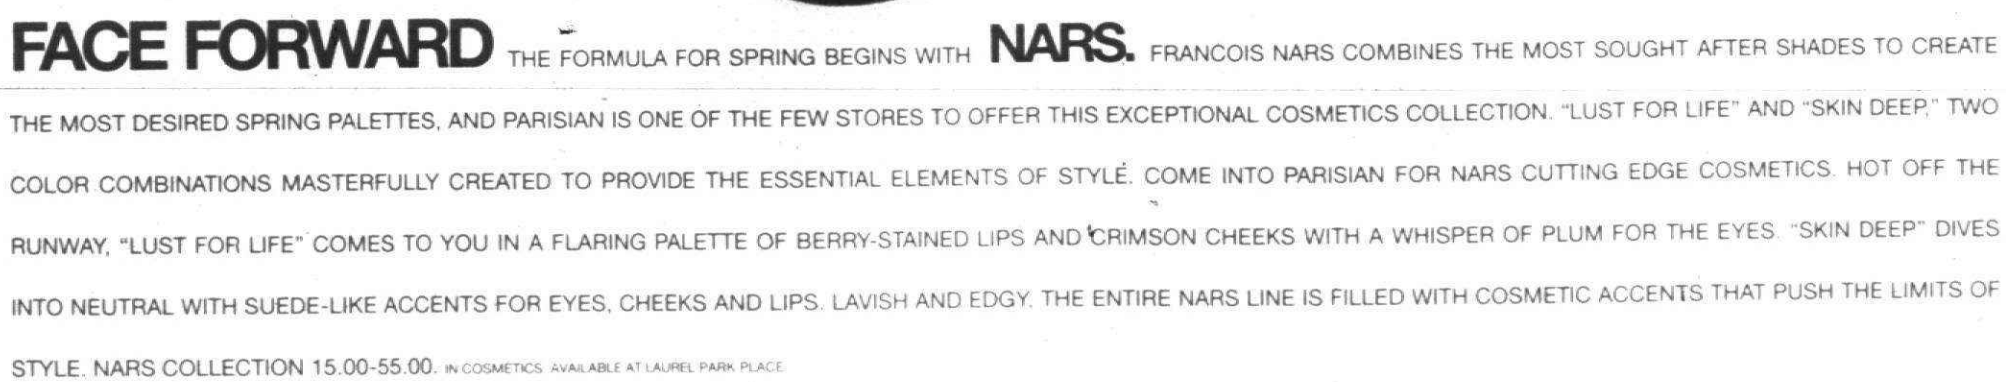 FACE FORWARD THE FORMULA FOR SPRING BEGINS WITH NARS. FRANCOIS NARS COMBINES THE MOST SOUGHT AFTER SHADES TO CREATE
THE MOST DESIRED SPRING PALETTES, AND PARISIAN IS ONE OF THE FEW STORES TO OFFER THIS EXCEPTIONAL COSMETICS COLLECTION. "LUST FOR LIFE" AND "SKIN DEEP," TWO
COLOR COMBINATIONS MASTERFULLY CREATED TO PROVIDE THE ESSENTIAL ELEMENTS OF STYLE. COME INTO PARISIAN FOR NARS CUTTING EDGE COSMETICS. HOT OFF THE
RUNWAY, "LUST FOR LIFE" COMES TO YOU IN A FLARING PALETTE OF BERRY-STAINED LIPS AND CRIMSON CHEEKS WITH A WHISPER OF PLUM FOR THE EYES. "SKIN DEEP" DIVES
INTO NEUTRAL WITH SUEDE-LIKE ACCENTS FOR EYES, CHEEKS AND LIPS. LAVISH AND EDGY. THE ENTIRE NARS LINE IS FILLED WITH COSMETIC ACCENTS THAT PUSH THE LIMITS OF
STYLE. NARS COLLECTION 15.00-55.00. IN COSMETICS AVAILABLE AT LAUREL PARK PLACE